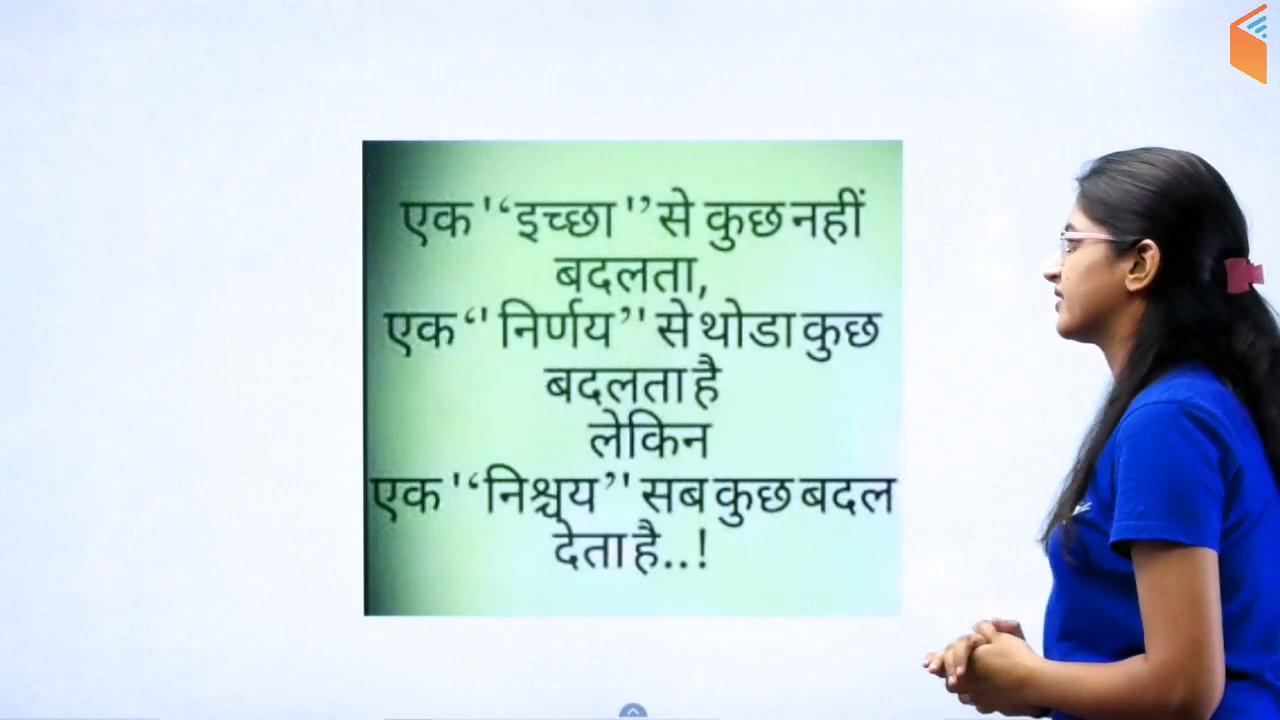 एक '‘इच्छा '’ से कुछ नहीं
बदलता,
एक ‘' निर्णय ’' से थोडा कुछ
बदलता है
लेकिन
एक '‘निश्चय ’' सब कुछ बदल
देता है..!